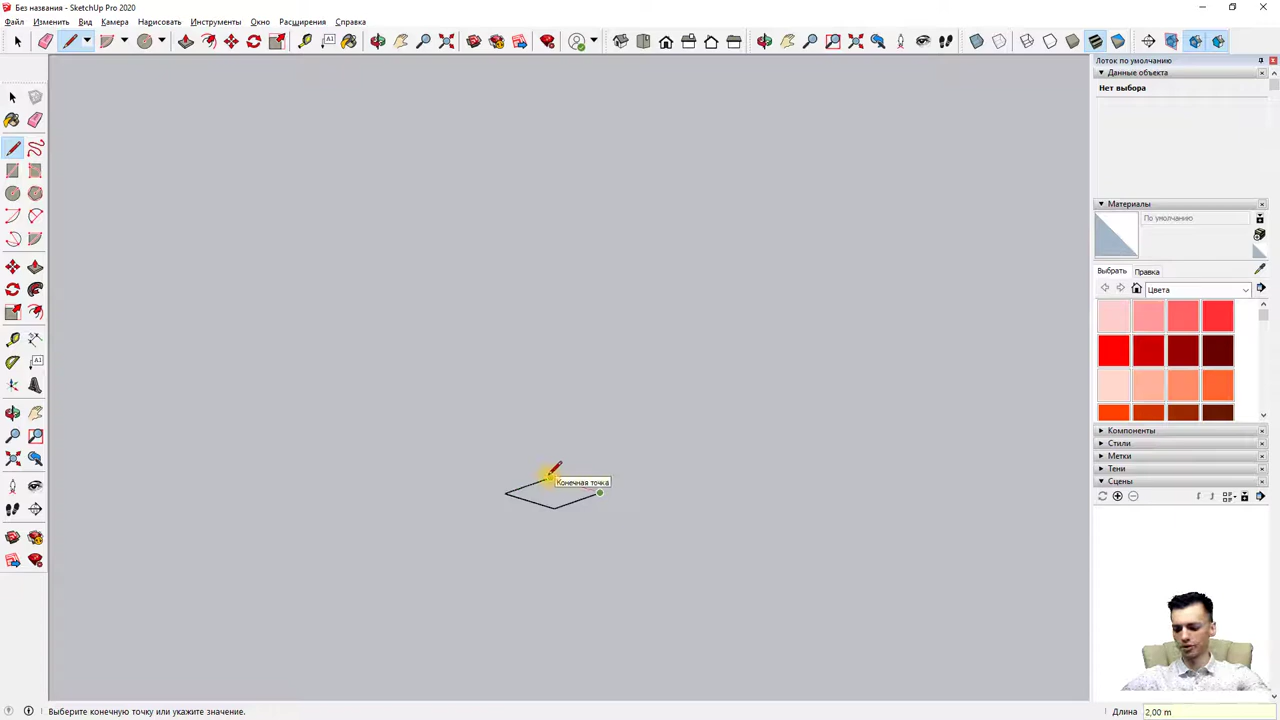 Без названия - SketchUp Pro 2020
Файл Изменить Вид Камера Нарисовать Инструменты Окно Расширения Справка
Лоток по умолчанию
Данные объекта
Нет выбора
Материалы
По умолчанию
Выбрать Правка
Цвета
Компоненты
Стили
Метки
Тени
Сцены
Конечная точка
Выберите конечную точку или укажите значение.
Длина 2,00 m